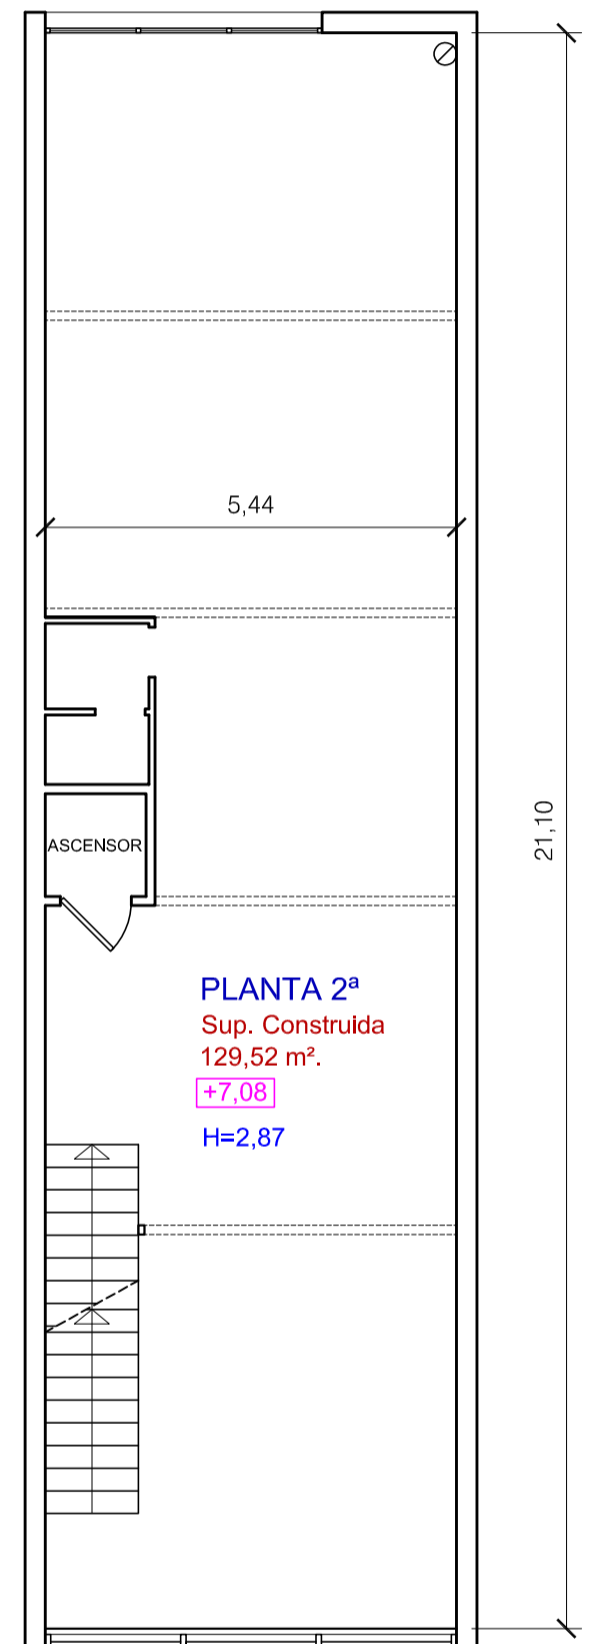 5,44
21,10
ASCENSOR
PLANTA 2ª
Sup. Construida
129,52 m².
+7,08
H=2,87